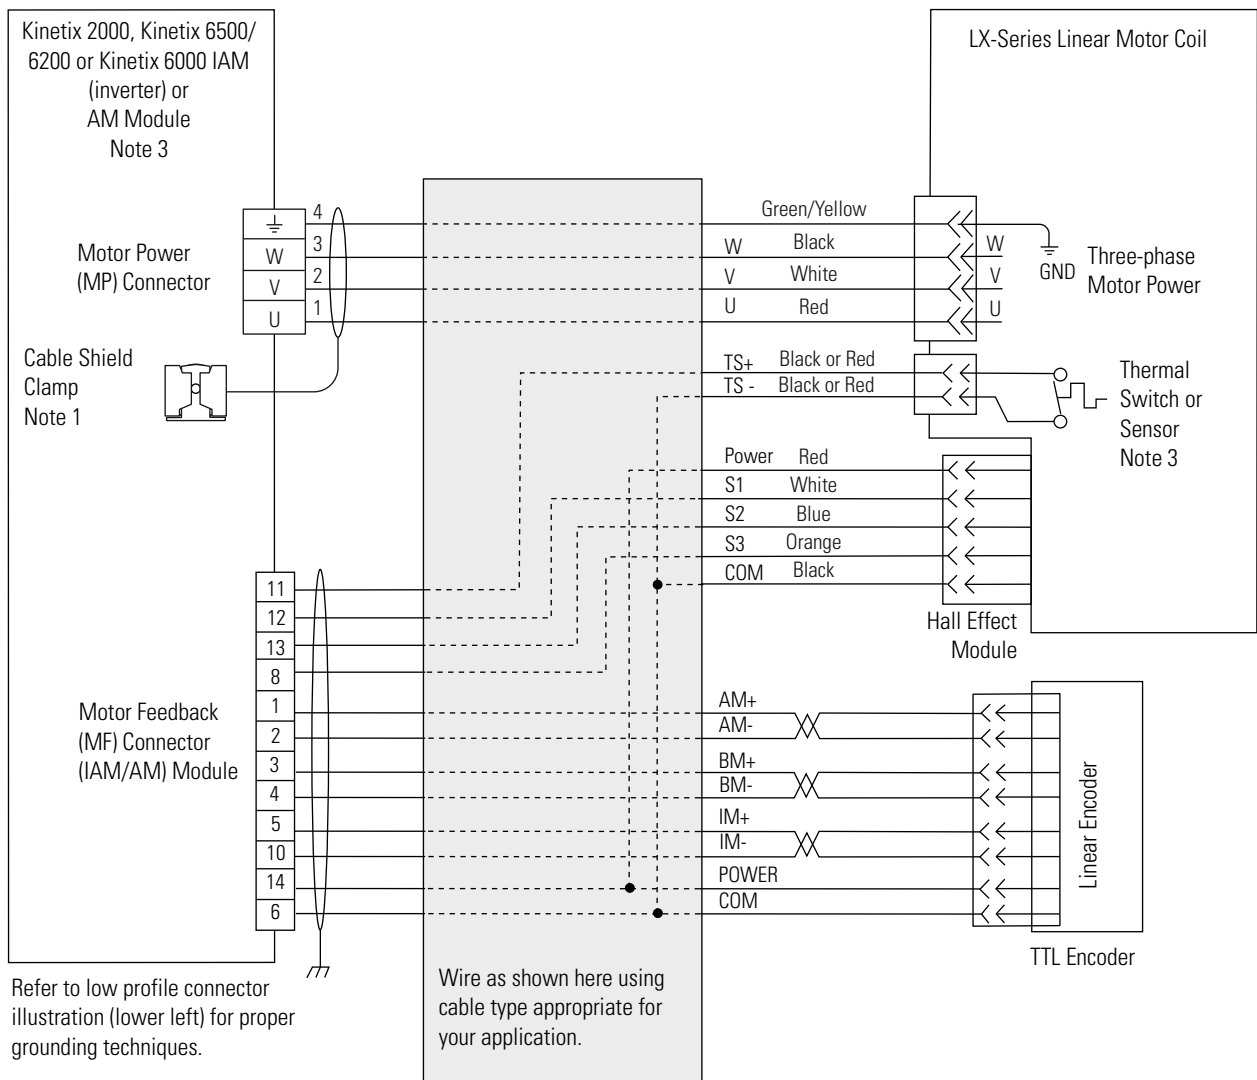 Kinetix 2000, Kinetix 6500/
6200 or Kinetix 6000 IAM
(inverter) or
AM Module
Note 3
LX-Series Linear Motor Coil
Motor Power
(MP) Connector
W
V
U
4
3
2
1
Green/Yellow
W Black
V White
U Red
W
V
U
GND
Three-phase
Motor Power
Cable Shield
Clamp
Note 1
TS+ Black or Red
TS - Black or Red
Thermal
Switch or
Sensor
Note 3
Power Red
S1 White
S2 Blue
S3 Orange
COM Black
Hall Effect
Module
Motor Feedback
(MF) Connector
(IAM/AM) Module
11
12
13
8
1
2
3
4
5
10
14
6
AM+
AM-
BM+
BM-
IM+
IM-
POWER
COM
Linear Encoder
TTL Encoder
Refer to low profile connector
illustration (lower left) for proper
grounding techniques.
Wire as shown here using
cable type appropriate for
your application.